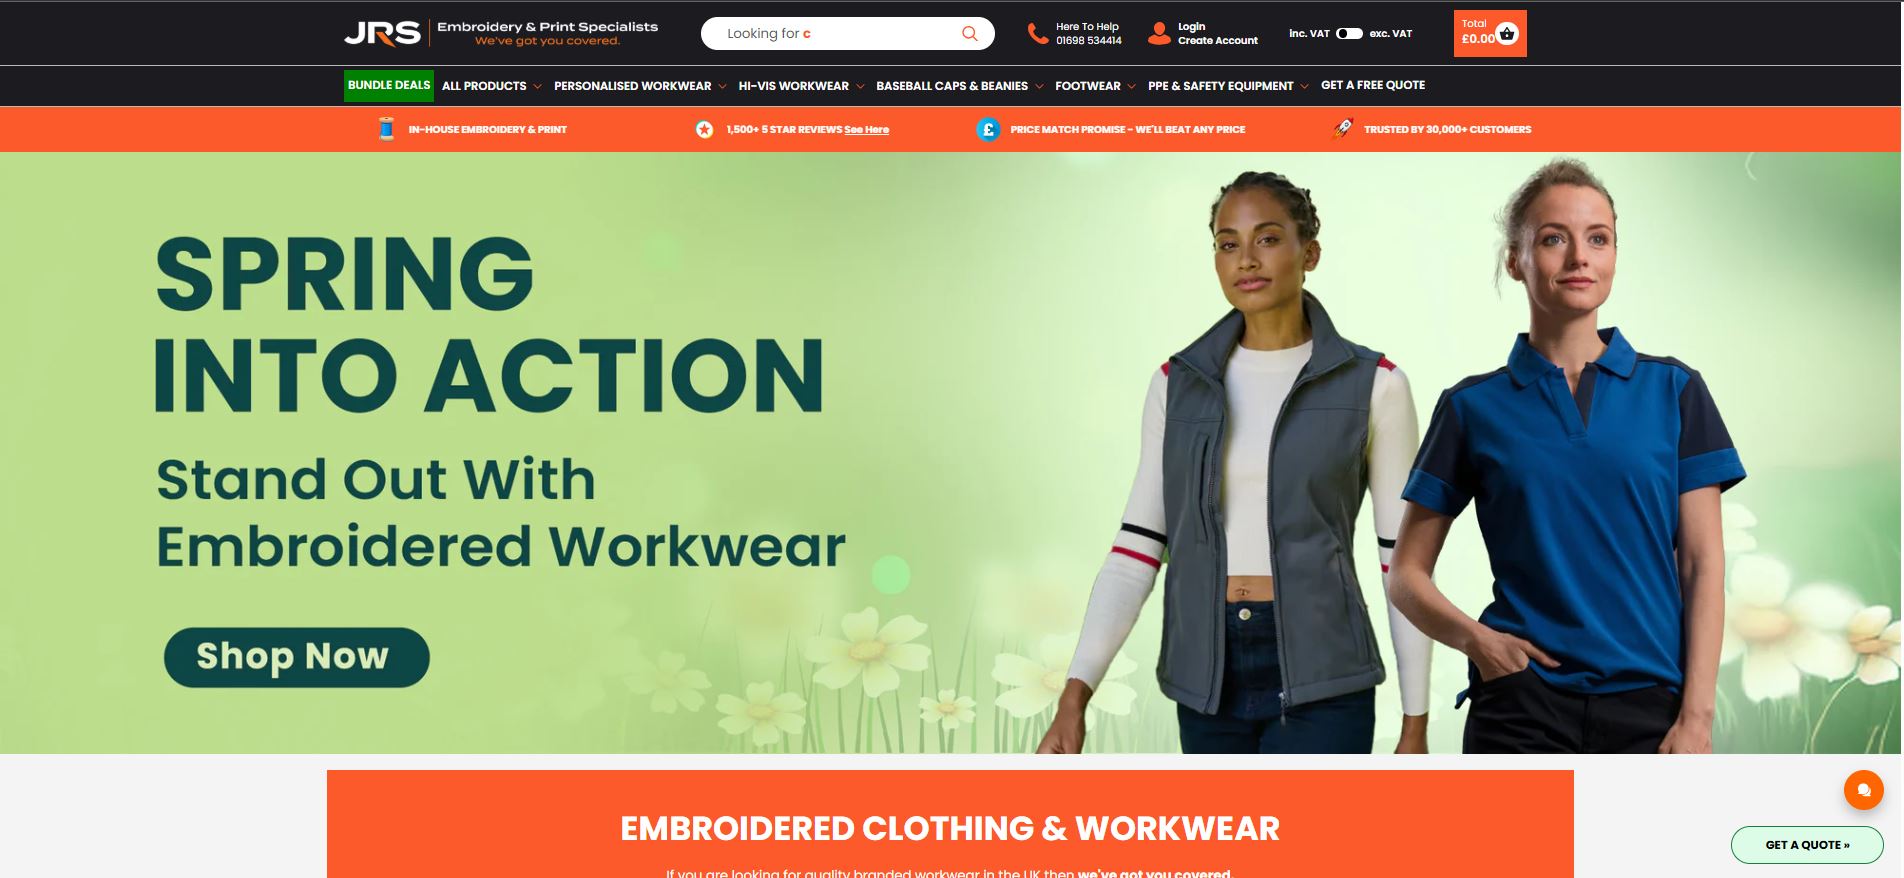 JRS Embroidery & Print Specialists
We've got you covered.
Looking for c
Here To Help
01698 534414
Login
Create Account
inc. VAT exc. VAT
Total
£0.00
BUNDLE DEALS ALL PRODUCTS PERSONALISED WORKWEAR HI-VIS WORKWEAR BASEBALL CAPS & BEANIES FOOTWEAR PPE & SAFETY EQUIPMENT GET A FREE QUOTE
IN-HOUSE EMBROIDERY & PRINT 1,500+ 5 STAR REVIEWS See Here £ PRICE MATCH PROMISE - WE'LL BEAT ANY PRICE TRUSTED BY 30,000+ CUSTOMERS
SPRING
INTO ACTION
Stand Out With
Embroidered Workwear
Shop Now
EMBROIDERED CLOTHING & WORKWEAR
If you are looking for quality branded workwear in the UK then we've got you covered.
GET A QUOTE »